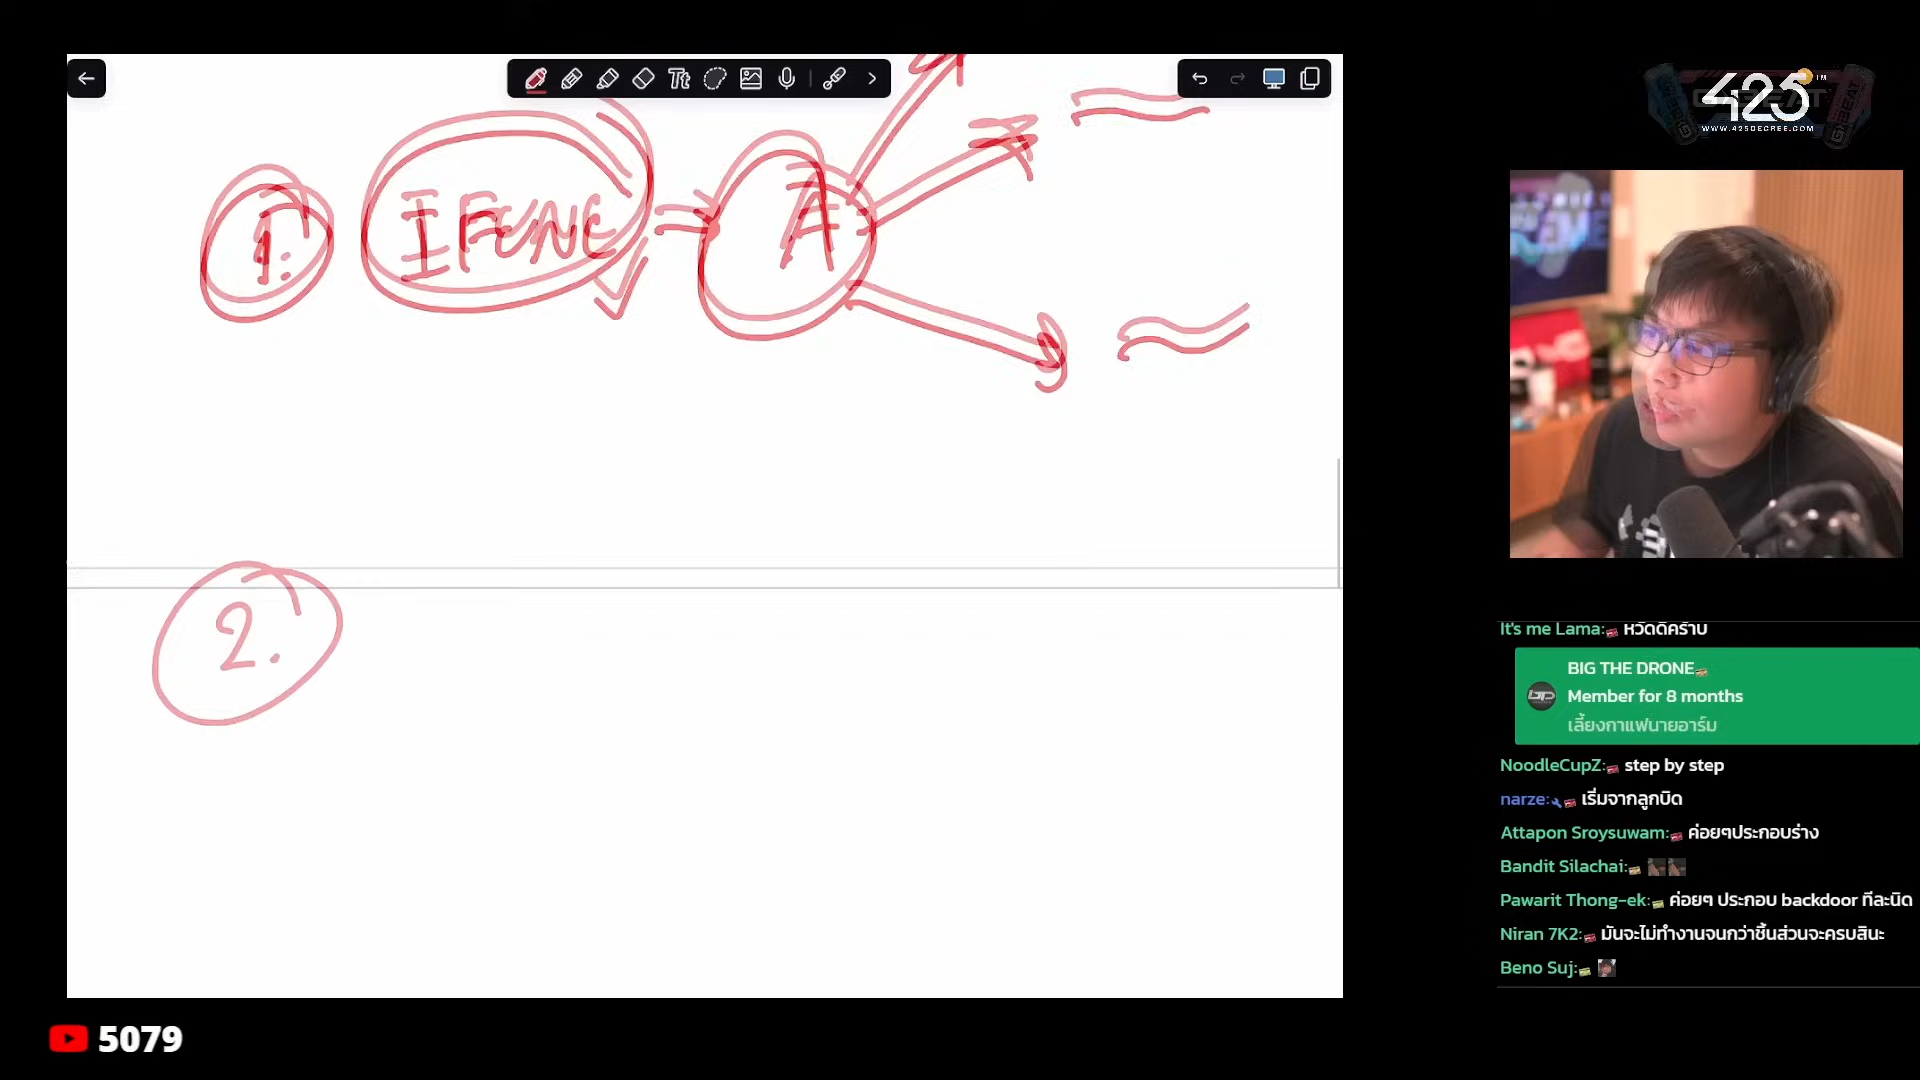 Tt
425 TM
WWW.425DEGREE.COM
1. IFUNC A
2.
It's me Lama: หวัดดีคร้าบ
BIG THE DRONE
Member for 8 months
เลี้ยงกาแฟนายอาร์ม
NoodleCupZ: step by step
narze: เริ่มจากลูกบิด
Attapon Sroysuwam: ค่อยๆประกอบร่าง
Bandit Silachai:
Pawarit Thong-ek: ค่อยๆ ประกอบ backdoor ทีละนิด
Niran 7K2: มันจะไม่ทำงานจนกว่าชิ้นส่วนจะครบสินะ
Beno Suj:
5079